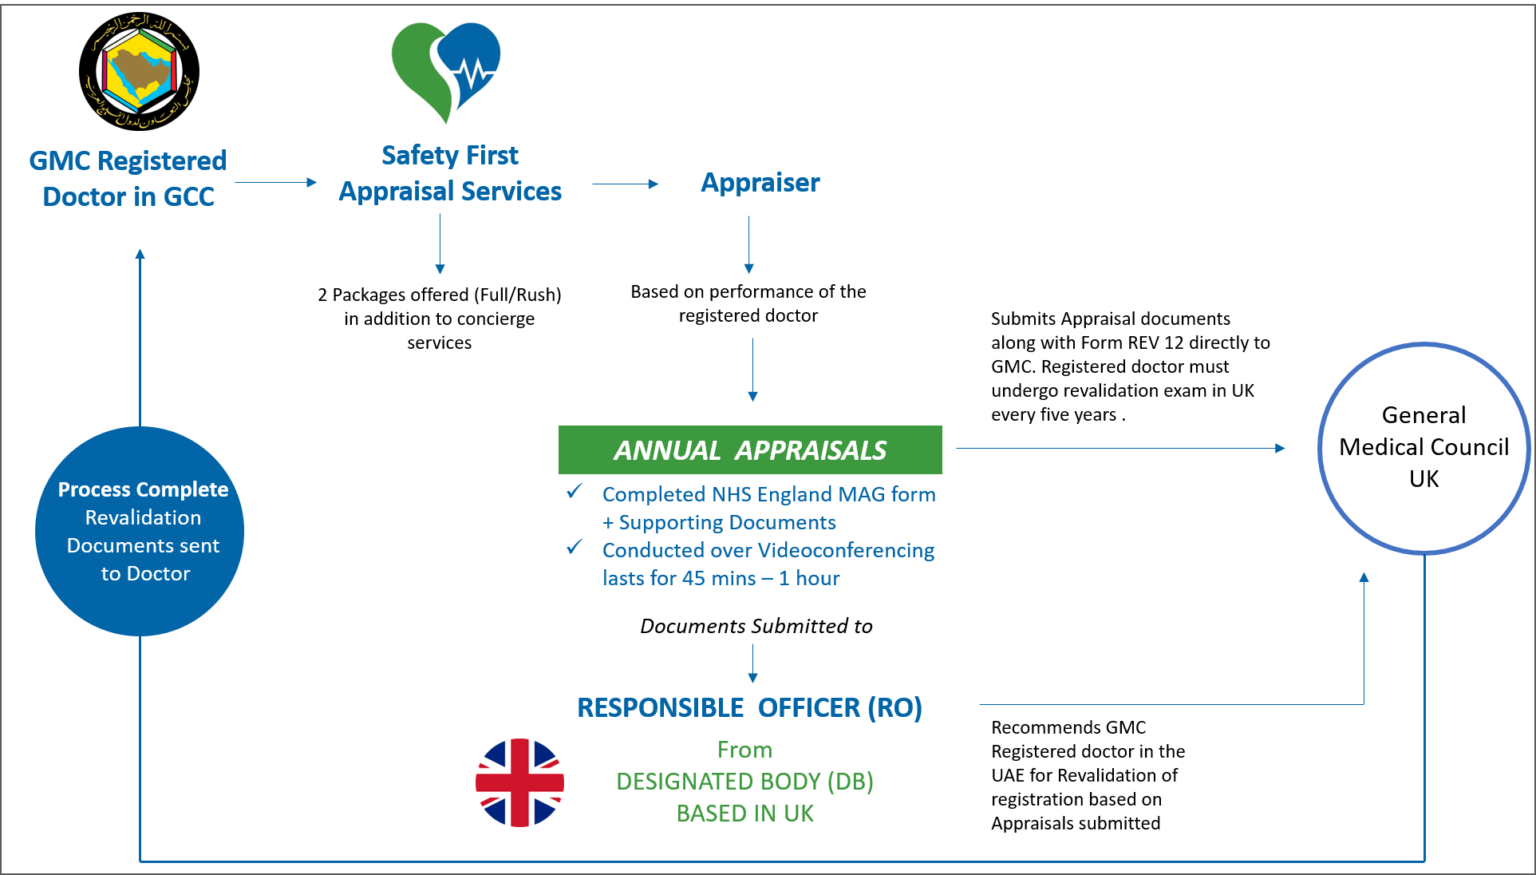 GMC Registered
Doctor in GCC
Safety First
Appraisal Services
Appraiser
2 Packages offered (Full/Rush)
in addition to concierge
services
Based on performance of the
registered doctor
Submits Appraisal documents
along with Form REV 12 directly to
GMC. Registered doctor must
undergo revalidation exam in UK
every five years .
General
Medical Council
UK
ANNUAL APPRAISALS
✓ Completed NHS England MAG form
+ Supporting Documents
✓ Conducted over Videoconferencing
lasts for 45 mins – 1 hour
Process Complete
Revalidation
Documents sent
to Doctor
Documents Submitted to
RESPONSIBLE OFFICER (RO)
From
DESIGNATED BODY (DB)
BASED IN UK
Recommends GMC
Registered doctor in the
UAE for Revalidation of
registration based on
Appraisals submitted